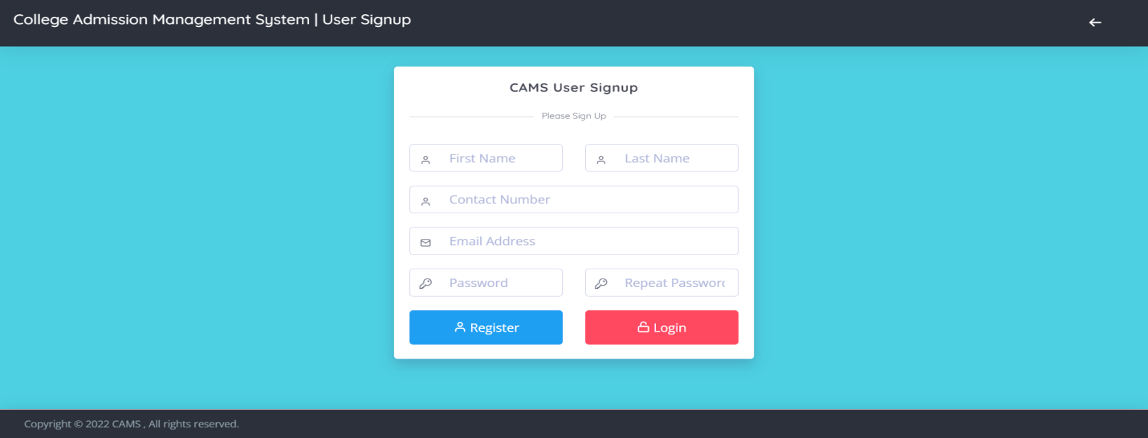 College Admission Management System | User Signup
CAMS User Signup
Please Sign Up
First Name
Last Name
Contact Number
Email Address
Password
Repeat Passwor
Register
Login
Copyright © 2022 CAMS , All rights reserved.